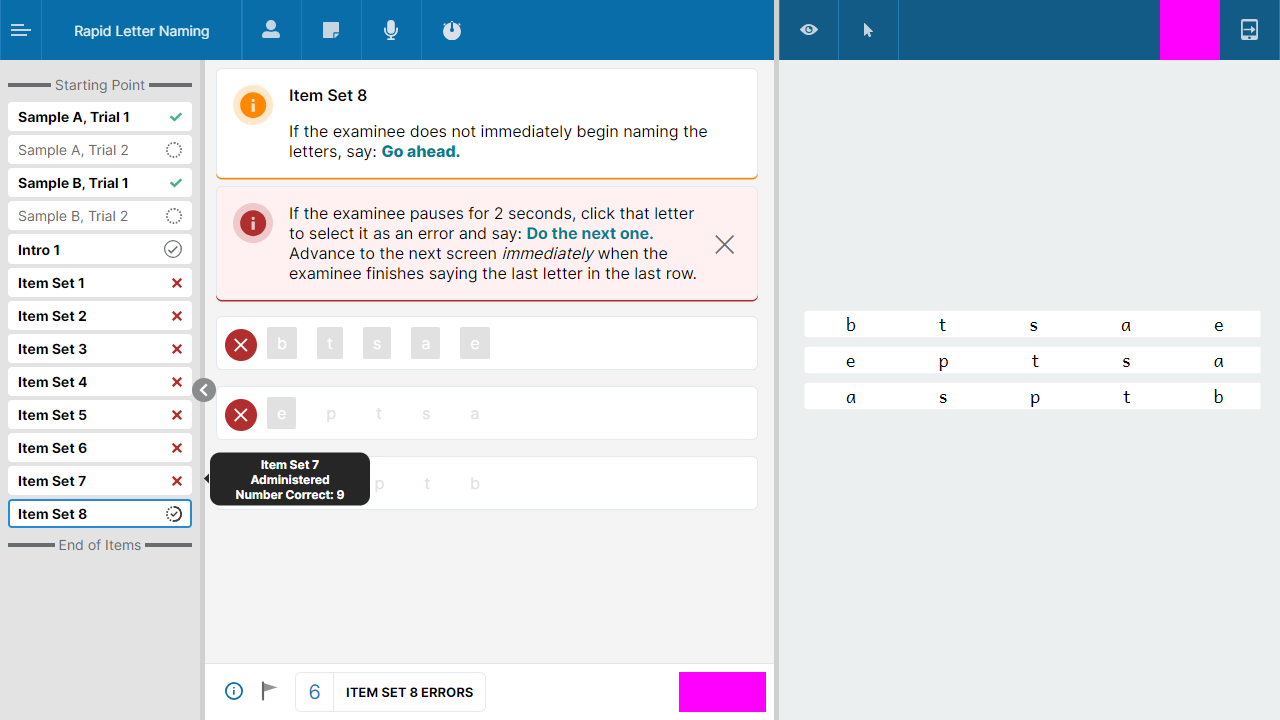 Rapid Letter Naming
Starting Point
Sample A, Trial 1
Sample A, Trial 2
Sample B, Trial 1
Sample B, Trial 2
Intro 1
Item Set 1
Item Set 2
Item Set 3
Item Set 4
Item Set 5
Item Set 6
Item Set 7
Item Set 8
End of Items
Item Set 8
If the examinee does not immediately begin naming the
letters, say: Go ahead.
If the examinee pauses for 2 seconds, click that letter
to select it as an error and say: Do the next one.
Advance to the next screen immediately when the
examinee finishes saying the last letter in the last row.
b t s a e
e p t s a
p t b
Item Set 7
Administered
Number Correct: 9
6 ITEM SET 8 ERRORS
b t s a e
e p t s a
a s p t b